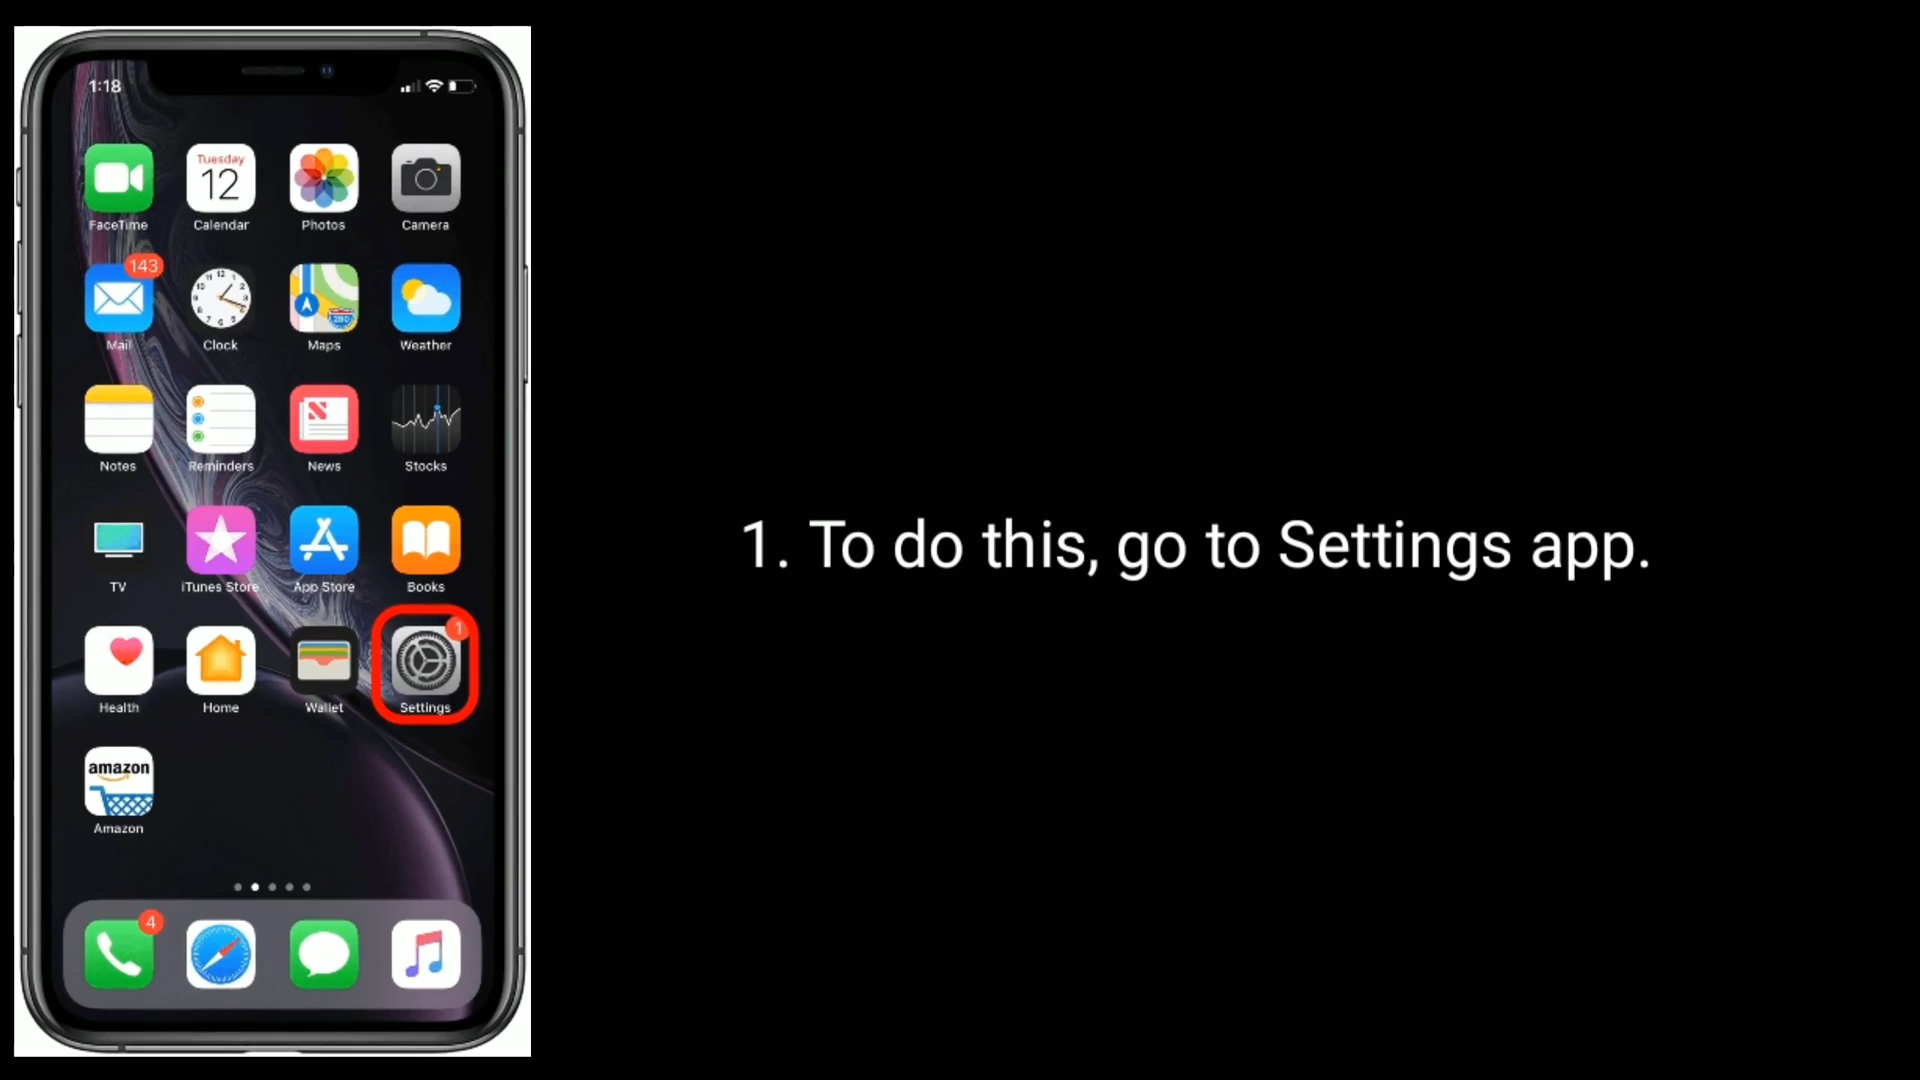 1:18
Tuesday
12
FaceTime
Calendar
Photos
Camera
143
Mail
Clock
Maps
Weather
Notes
Reminders
News
Stocks
TV
iTunes Store
App Store
Books
1
Health
Home
Wallet
Settings
amazon
Amazon
4
1. To do this, go to Settings app.